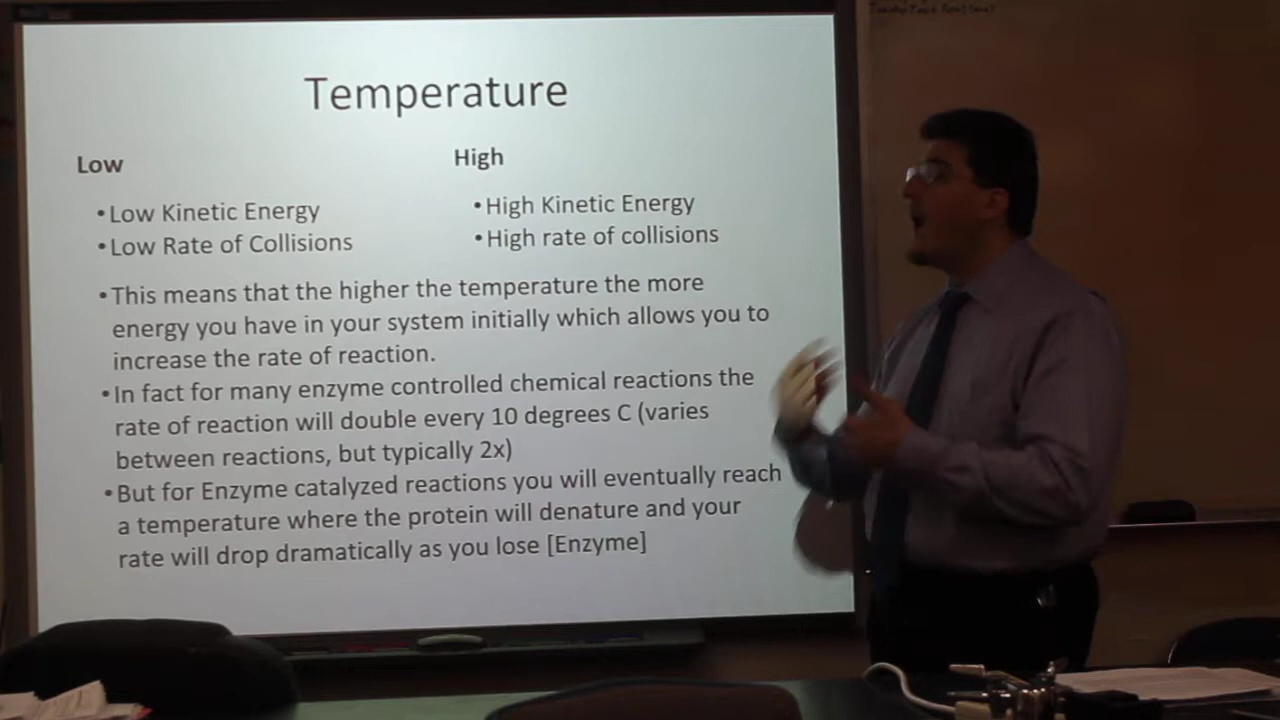 Temperature
Low
High
•Low Kinetic Energy
•Low Rate of Collisions
•High Kinetic Energy
•High rate of collisions
•This means that the higher the temperature the more
energy you have in your system initially which allows you to
increase the rate of reaction.
•In fact for many enzyme controlled chemical reactions the
rate of reaction will double every 10 degrees C (varies
between reactions, but typically 2x)
•But for Enzyme catalyzed reactions you will eventually reach
a temperature where the protein will denature and your
rate will drop dramatically as you lose [Enzyme]